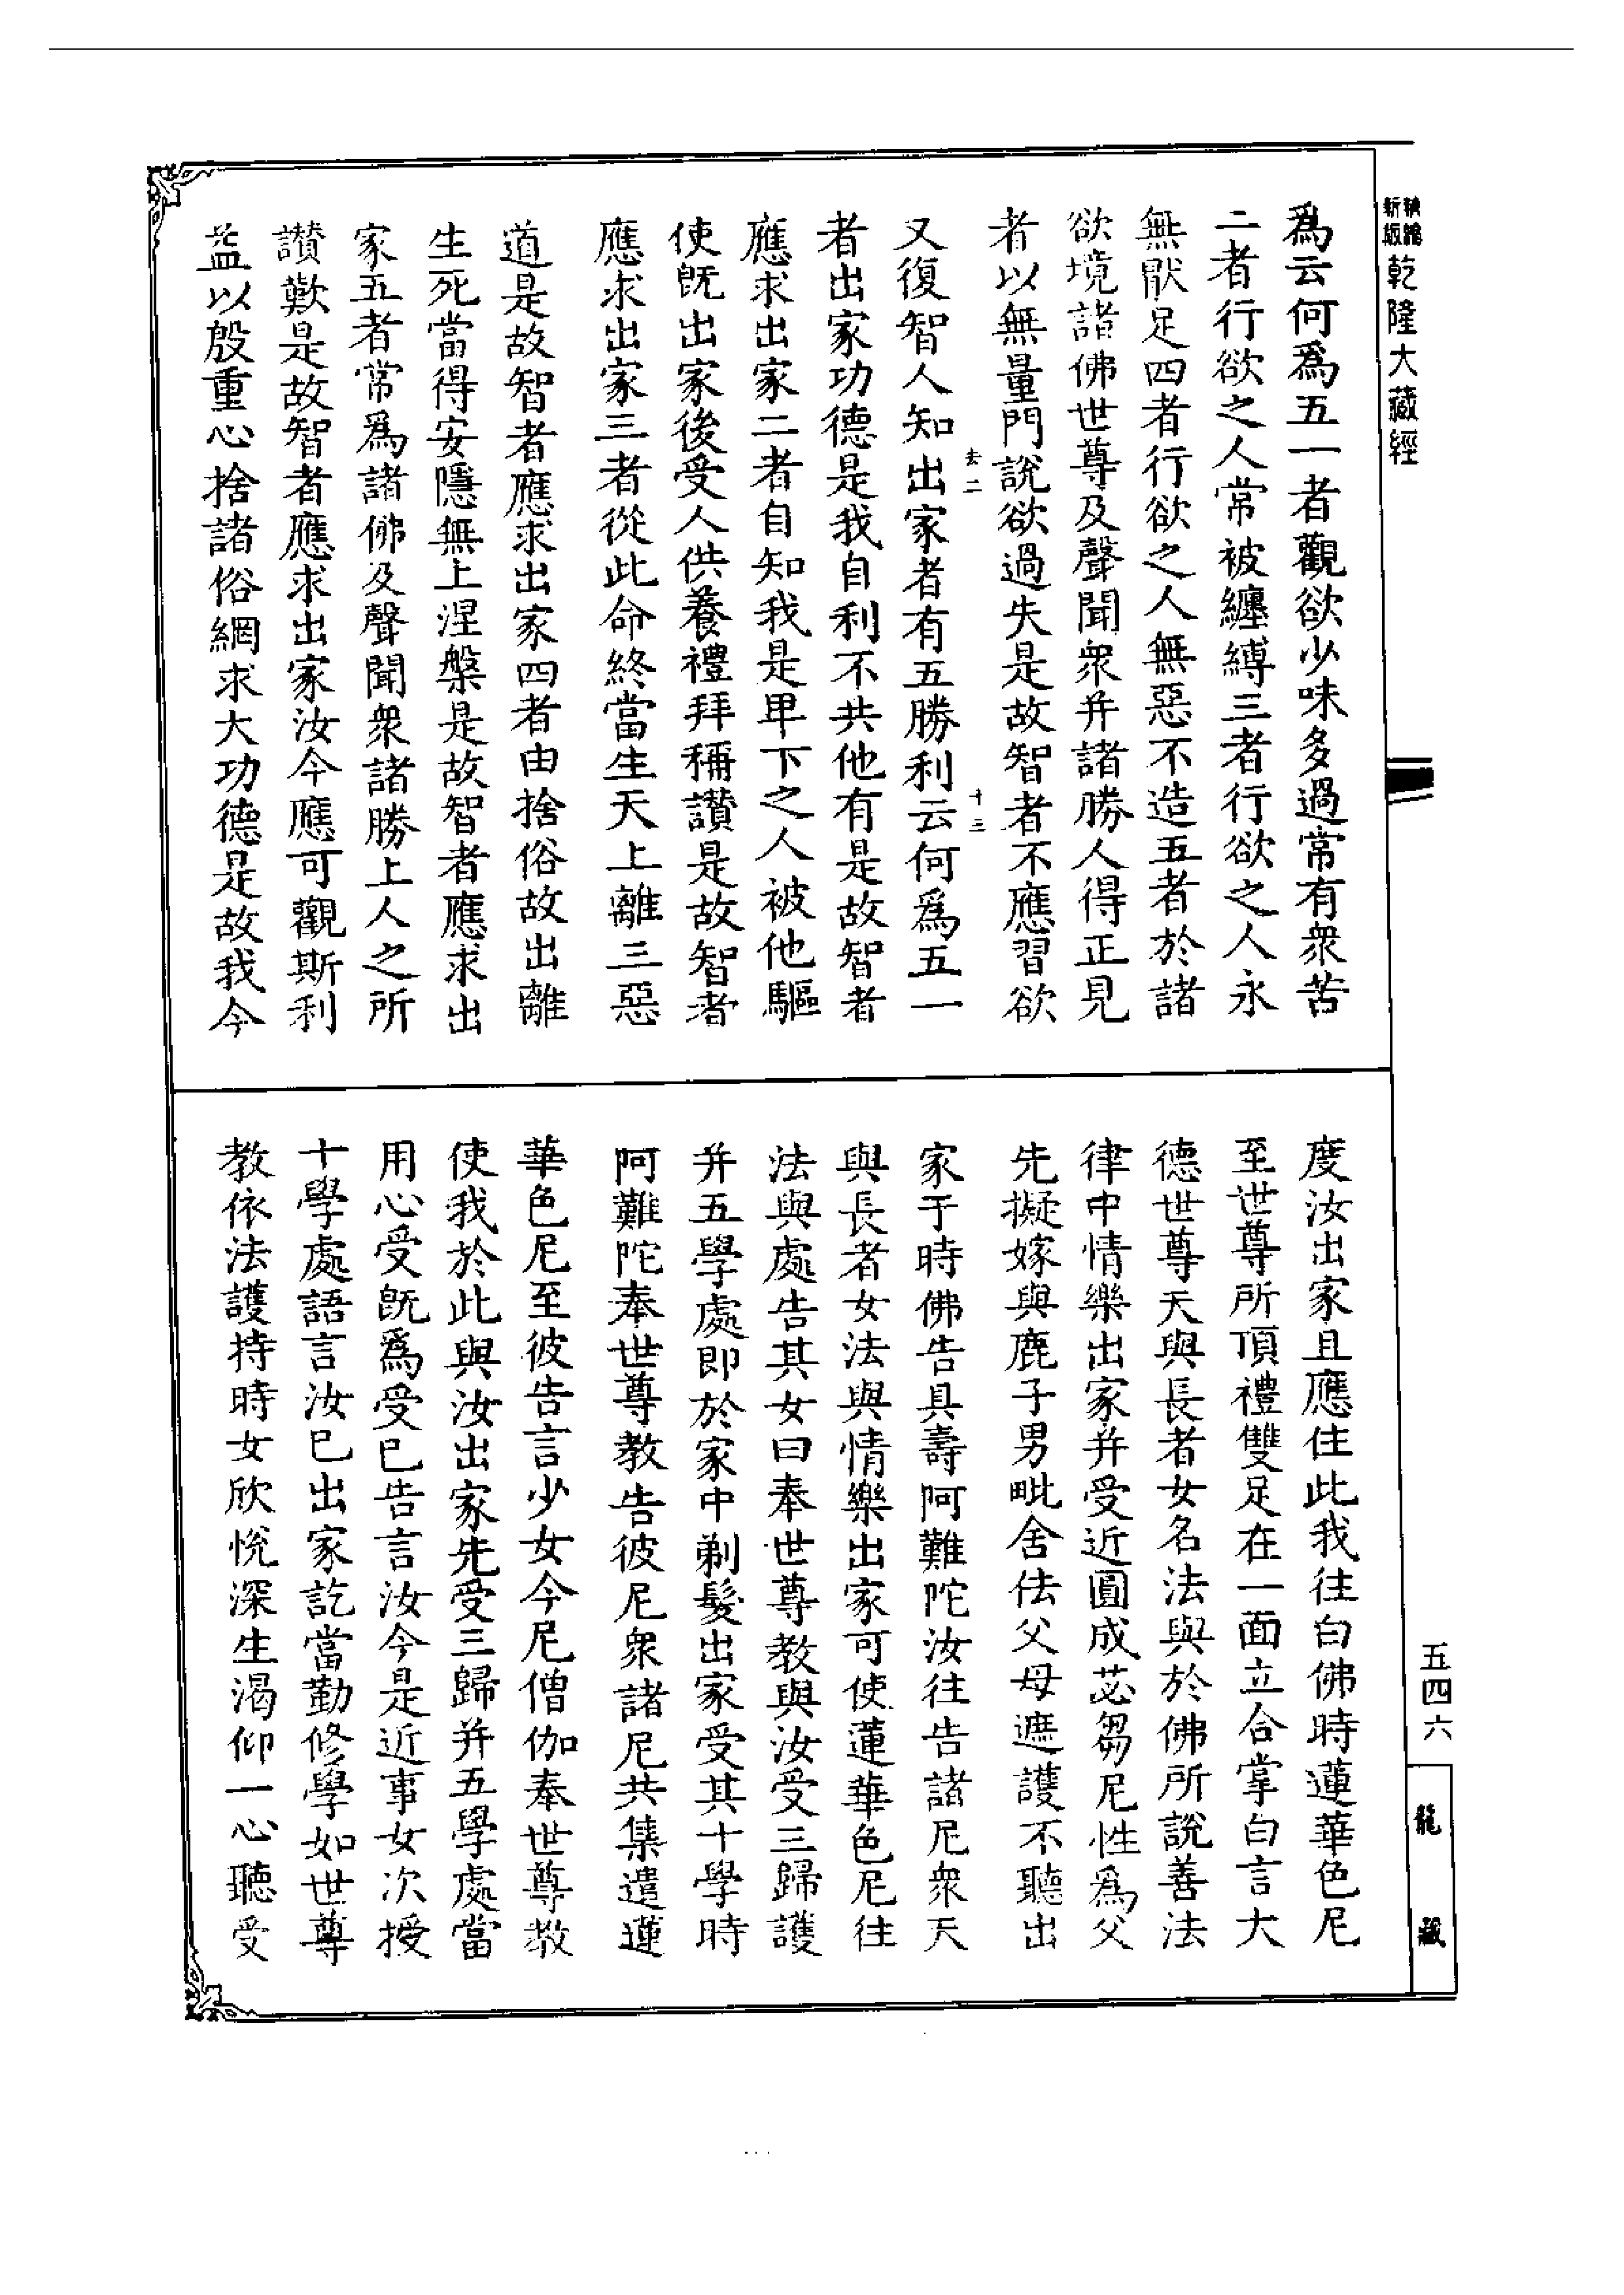 精縮新版乾隆大藏經
爲云何爲五一者觀欲少味多過常有衆苦
二者行欲之人常被纏縛三者行欲之人永
無猒足四者行欲之人無惡不造五者於諸
欲境諸佛世尊及聲聞衆并諸勝人得正見
者以無量門說欲過失是故智者不應習欲
去二 十三
又復智人知出家者有五勝利云何爲五一
者出家功德是我自利不共他有是故智者
應求出家二者自知我是卑下之人被他驅
使旣出家後受人供養禮拜稱讚是故智者
應求出家三者從此命終當生天上離三惡
道是故智者應求出家四者由捨俗故出離
生死當得安隱無上涅槃是故智者應求出
家五者常爲諸佛及聲聞衆諸勝上人之所
讚歎是故智者應求出家汝今應可觀斯利
益以殷重心捨諸俗網求大功德是故我今
度汝出家且應住此我往白佛時蓮華色尼
至世尊所頂禮雙足在一面立合掌白言大
德世尊天與長者女名法與於佛所說善法
律中情樂出家并受近圓成苾芻尼性爲父
先擬嫁與鹿子男毗舍佉父母遮護不聽出
家于時佛告具壽阿難陀汝往告諸尼衆天
與長者女法與情樂出家可使蓮華色尼往
法與處告其女曰奉世尊教與汝受三歸護
并五學處即於家中剃髮出家受其十學時
阿難陀奉世尊教告彼尼衆諸尼共集遣蓮
華色尼至彼告言少女今尼僧伽奉世尊教
使我於此與汝出家先受三歸并五學處當
用心受旣爲受已告言汝今是近事女次授
十學處語言汝已出家訖當勤修學如世尊
教依法護持時女欣悅深生渴仰一心聽受
五四六
龍藏